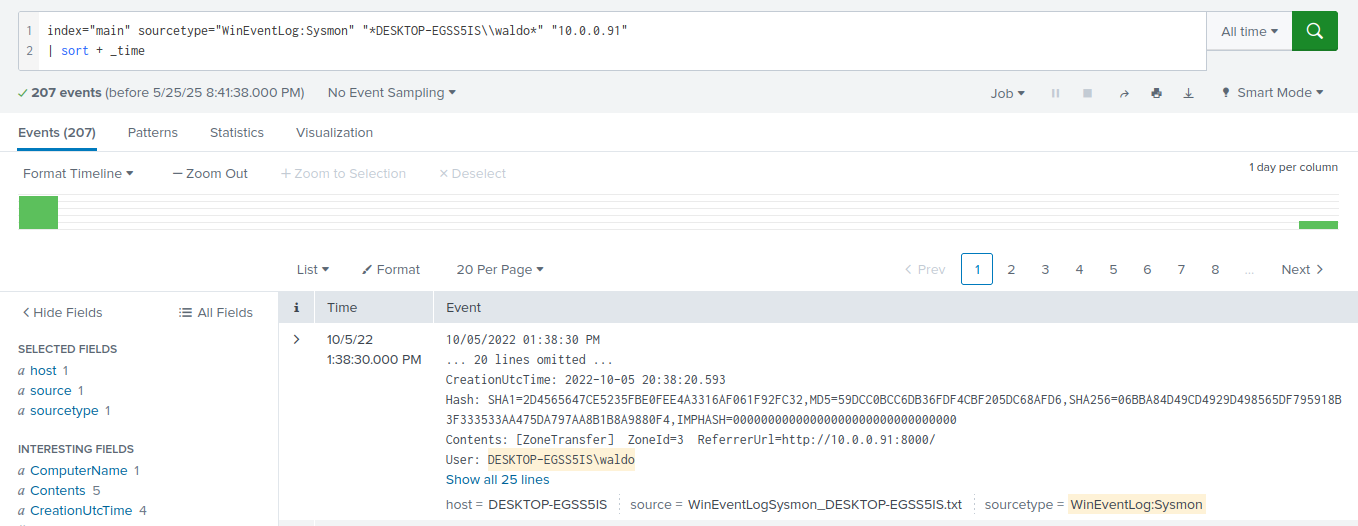 1 index="main" sourcetype="WinEventLog:Sysmon" "*DESKTOP-EGSS5IS\\waldo*" "10.0.0.91"
2 | sort + _time
All time
207 events (before 5/25/25 8:41:38.000 PM) No Event Sampling
Job Smart Mode
Events (207) Patterns Statistics Visualization
Format Timeline — Zoom Out + Zoom to Selection × Deselect
1 day per column
List Format 20 Per Page < Prev 1 2 3 4 5 6 7 8 ... Next >
< Hide Fields All Fields
i Time Event
SELECTED FIELDS
a host 1
a source 1
a sourcetype 1
INTERESTING FIELDS
a ComputerName 1
a Contents 5
a CreationUtcTime 4
> 10/5/22
1:38:30.000 PM
10/05/2022 01:38:30 PM
... 20 lines omitted ...
CreationUtcTime: 2022-10-05 20:38:20.593
Hash: SHA1=2D4565647CE5235FBE0FEE4A3316AF061F92FC32,MD5=59DCC0BCC6DB36FDF4CBF205DC68AFD6,SHA256=06BBA84D49CD4929D498565DF795918B
3F333533AA475DA797AA8B1B8A9880F4,IMPHASH=00000000000000000000000000000000
Contents: [ZoneTransfer] ZoneId=3 ReferrerUrl=http://10.0.0.91:8000/
User: DESKTOP-EGSS5IS\waldo
Show all 25 lines
host = DESKTOP-EGSS5IS source = WinEventLogSysmon_DESKTOP-EGSS5IS.txt sourcetype = WinEventLog:Sysmon